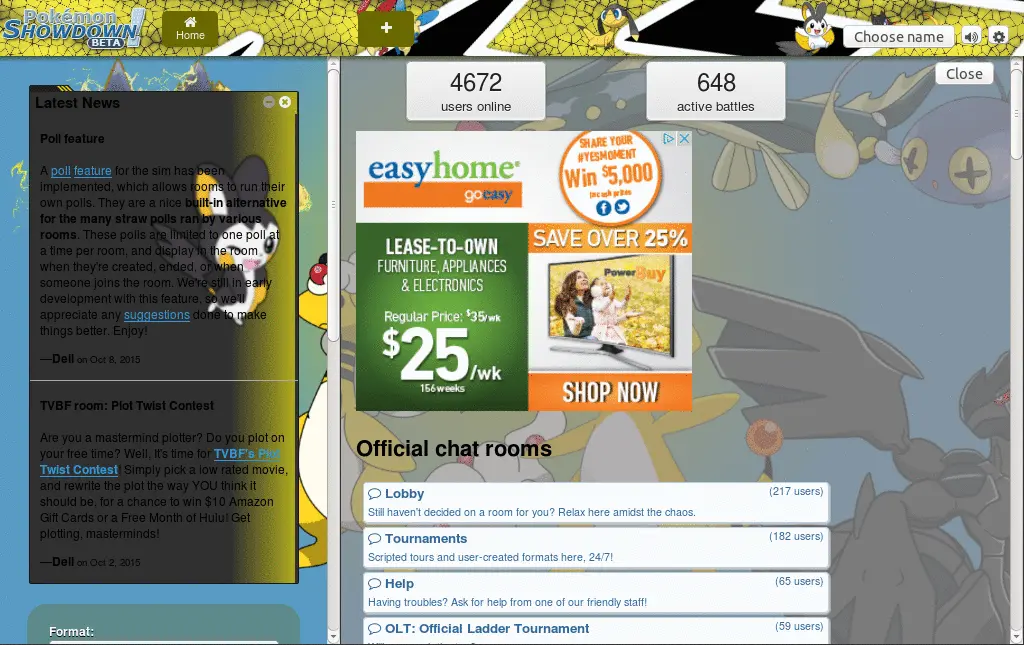 Pokémon
SHOWDOWN!
BETA
Home
Choose name
Latest News
Poll feature
A poll feature for the sim has been
implemented, which allows rooms to run their
own polls. They are a nice built-in alternative
for the many straw polls ran by various
rooms. These polls are limited to one poll at
a time per room, and display in the room
when they're created, ended, or when
someone joins the room. We're still in early
development with this feature, so we'll
appreciate any suggestions done to make
things better. Enjoy!
—Dell on Oct 8, 2015
TVBF room: Plot Twist Contest
Are you a mastermind plotter? Do you plot on
your free time? Well, it's time for TVBF's Plot
Twist Contest! Simply pick a low rated movie,
and rewrite the plot the way YOU think it
should be, for a chance to win $10 Amazon
Gift Cards or a Free Month of Hulu! Get
plotting, masterminds!
—Dell on Oct 2, 2015
Format:
4672
users online
648
active battles
Close
easyhome®
goeasy
SHARE YOUR
#YESMOMENT
Win $5,000
in cash prizes
LEASE-TO-OWN
FURNITURE, APPLIANCES
& ELECTRONICS
Regular Price: $35/wk
$25/wk
156 weeks
SAVE OVER 25%
PowerBuy
SHOP NOW
Official chat rooms
Lobby (217 users)
Still haven't decided on a room for you? Relax here amidst the chaos.
Tournaments (182 users)
Scripted tours and user-created formats here, 24/7!
Help (65 users)
Having troubles? Ask for help from one of our friendly staff!
OLT: Official Ladder Tournament (59 users)